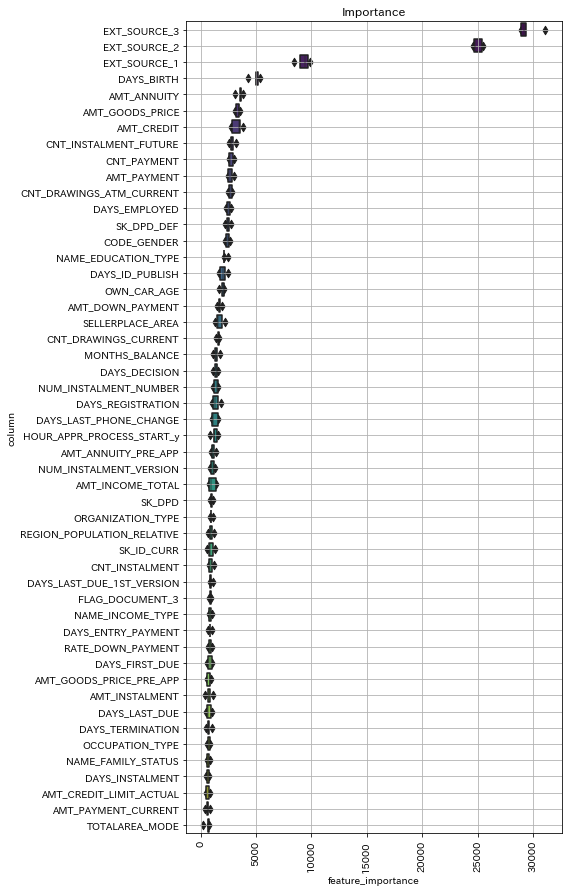 Importance
EXT_SOURCE_3
EXT_SOURCE_2
EXT_SOURCE_1
DAYS_BIRTH
AMT_ANNUITY
AMT_GOODS_PRICE
AMT_CREDIT
CNT_INSTALMENT_FUTURE
CNT_PAYMENT
AMT_PAYMENT
CNT_DRAWINGS_ATM_CURRENT
DAYS_EMPLOYED
SK_DPD_DEF
CODE_GENDER
NAME_EDUCATION_TYPE
DAYS_ID_PUBLISH
OWN_CAR_AGE
AMT_DOWN_PAYMENT
SELLERPLACE_AREA
CNT_DRAWINGS_CURRENT
MONTHS_BALANCE
DAYS_DECISION
NUM_INSTALMENT_NUMBER
DAYS_REGISTRATION
DAYS_LAST_PHONE_CHANGE
HOUR_APPR_PROCESS_START_y
AMT_ANNUITY_PRE_APP
NUM_INSTALMENT_VERSION
AMT_INCOME_TOTAL
SK_DPD
ORGANIZATION_TYPE
REGION_POPULATION_RELATIVE
SK_ID_CURR
CNT_INSTALMENT
DAYS_LAST_DUE_1ST_VERSION
FLAG_DOCUMENT_3
NAME_INCOME_TYPE
DAYS_ENTRY_PAYMENT
RATE_DOWN_PAYMENT
DAYS_FIRST_DUE
AMT_GOODS_PRICE_PRE_APP
AMT_INSTALMENT
DAYS_LAST_DUE
DAYS_TERMINATION
OCCUPATION_TYPE
NAME_FAMILY_STATUS
DAYS_INSTALMENT
AMT_CREDIT_LIMIT_ACTUAL
AMT_PAYMENT_CURRENT
TOTALAREA_MODE
column
0
5000
10000
15000
20000
25000
30000
feature_importance